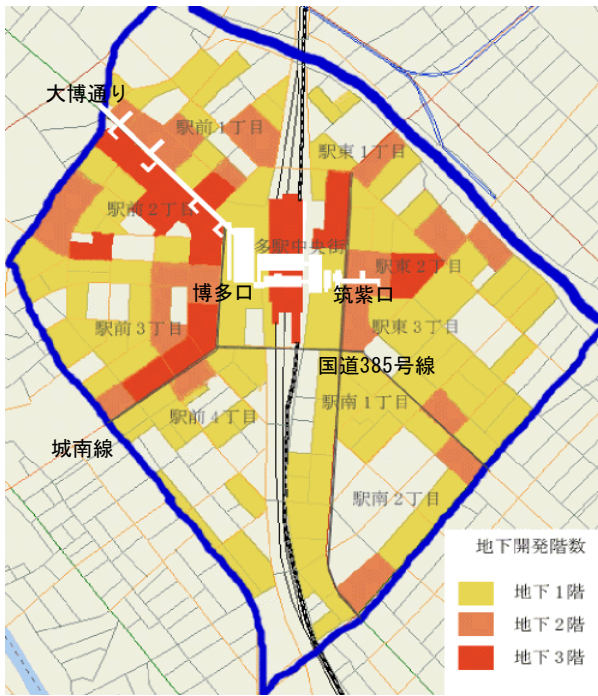 大博通り
駅前1丁目
駅東1丁目
駅前2丁目
多駅中央街
駅東2丁目
博多口
筑紫口
駅前3丁目
駅東3丁目
国道385号線
駅南1丁目
駅前4丁目
城南線
駅南2丁目
地下開発階数
地下1階
地下2階
地下3階